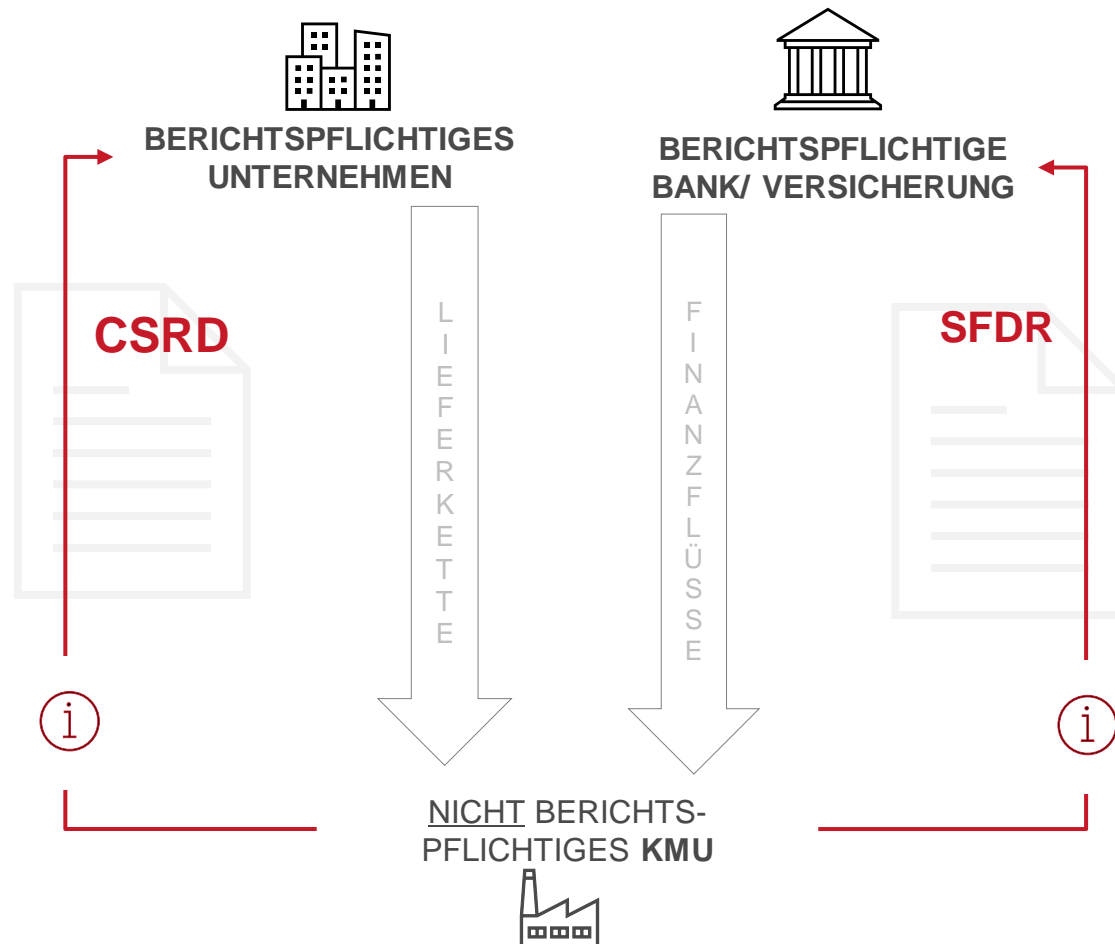 BERICHTSPFLICHTIGES
UNTERNEHMEN
BERICHTSPFLICHTIGE
BANK/ VERSICHERUNG
CSRD
LIEFERKETTE
FINANZFLÜSSE
SFDR
i
i
NICHT BERICHTS-
PFLICHTIGES KMU